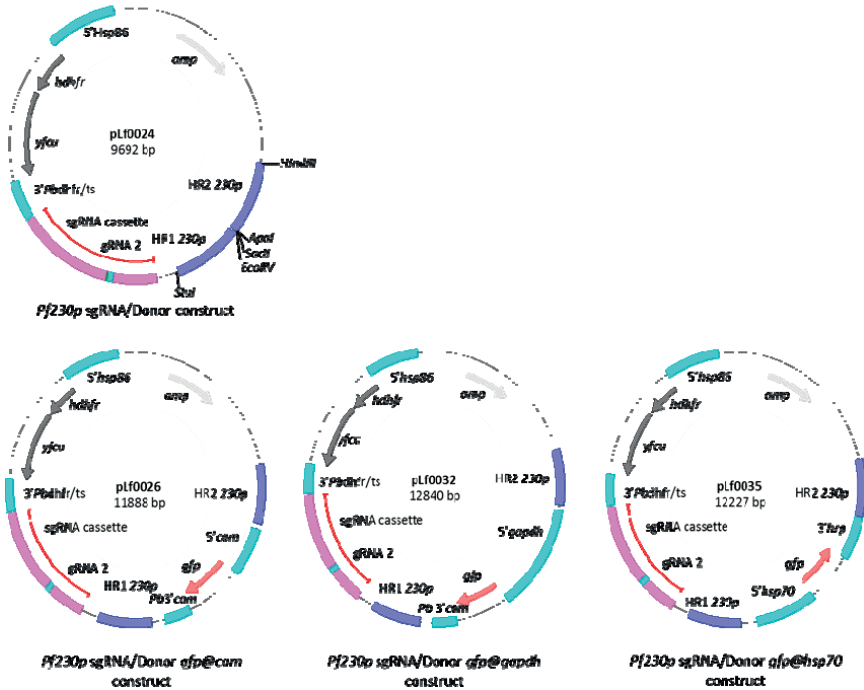 5'Hsp86
amp
hdhfr
yfcu
pLf0024
9692 bp
HindIII
HR2 230p
3'Pbdhfr/ts
sgRNA cassette
gRNA 2
HR1 230p
ApaI
SacII
EcoRV
StuI
Pf230p sgRNA/Donor construct
5'hsp86
amp
hdhfr
yfcu
3'Pbdhfr/ts
pLf0026
11888 bp
HR2 230p
sgRNA cassette
5'cam
gRNA 2
gfp
HR1 230p
Pb3'cam
Pf230p sgRNA/Donor gfp@cam
construct
5'hsp86
amp
hdhfr
yfcu
HR2 230p
3'Pbdhfr/ts
pLf0032
12840 bp
sgRNA cassette
5'gapdh
gRNA 2
gfp
HR1 230p
Pb 3'cam
Pf230p sgRNA/Donor gfp@gapdh
construct
5'hsp86
amp
hdhfr
yfcu
3'Pbdhfr/ts
pLf0035
12227 bp
HR2 230p
sgRNA cassette
3'hrp
gRNA 2
gfp
5'hsp70
HR1 230p
Pf230p sgRNA/Donor gfp@hsp70
construct